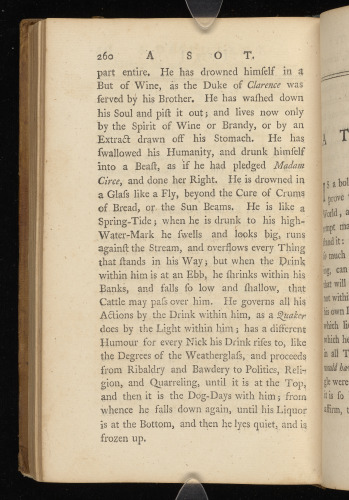 260 A SOT.
part entire. He has drowned himſelf in a
But of Wine, as the Duke of Clarence was
ſerved by his Brother. He has waſhed down
his Soul and piſt it out; and lives now only
by the Spirit of Wine or Brandy, or by an
Extract drawn off his Stomach. He has
ſwallowed his Humanity, and drunk himſelf
into a Beaſt, as if he had pledged Madam
Circe, and done her Right. He is drowned in
a Glaſs like a Fly, beyond the Cure of Crums
of Bread, or the Sun Beams. He is like a
Spring-Tide; when he is drunk to his high-
Water-Mark he ſwells and looks big, runs
againſt the Stream, and overflows every Thing
that ſtands in his Way; but when the Drink
within him is at an Ebb, he ſhrinks within his
Banks, and falls ſo low and ſhallow, that
Cattle may paſs over him. He governs all his
Actions by the Drink within him, as a Quaker
does by the Light within him; has a different
Humour for every Nick his Drink riſes to, like
the Degrees of the Weatherglaſs, and proceeds
from Ribaldry and Bawdery to Politics, Reli-
gion, and Quarreling, until it is at the Top,
and then it is the Dog-Days with him; from
whence he falls down again, until his Liquor
is at the Bottom, and then he lyes quiet, and is
frozen up.